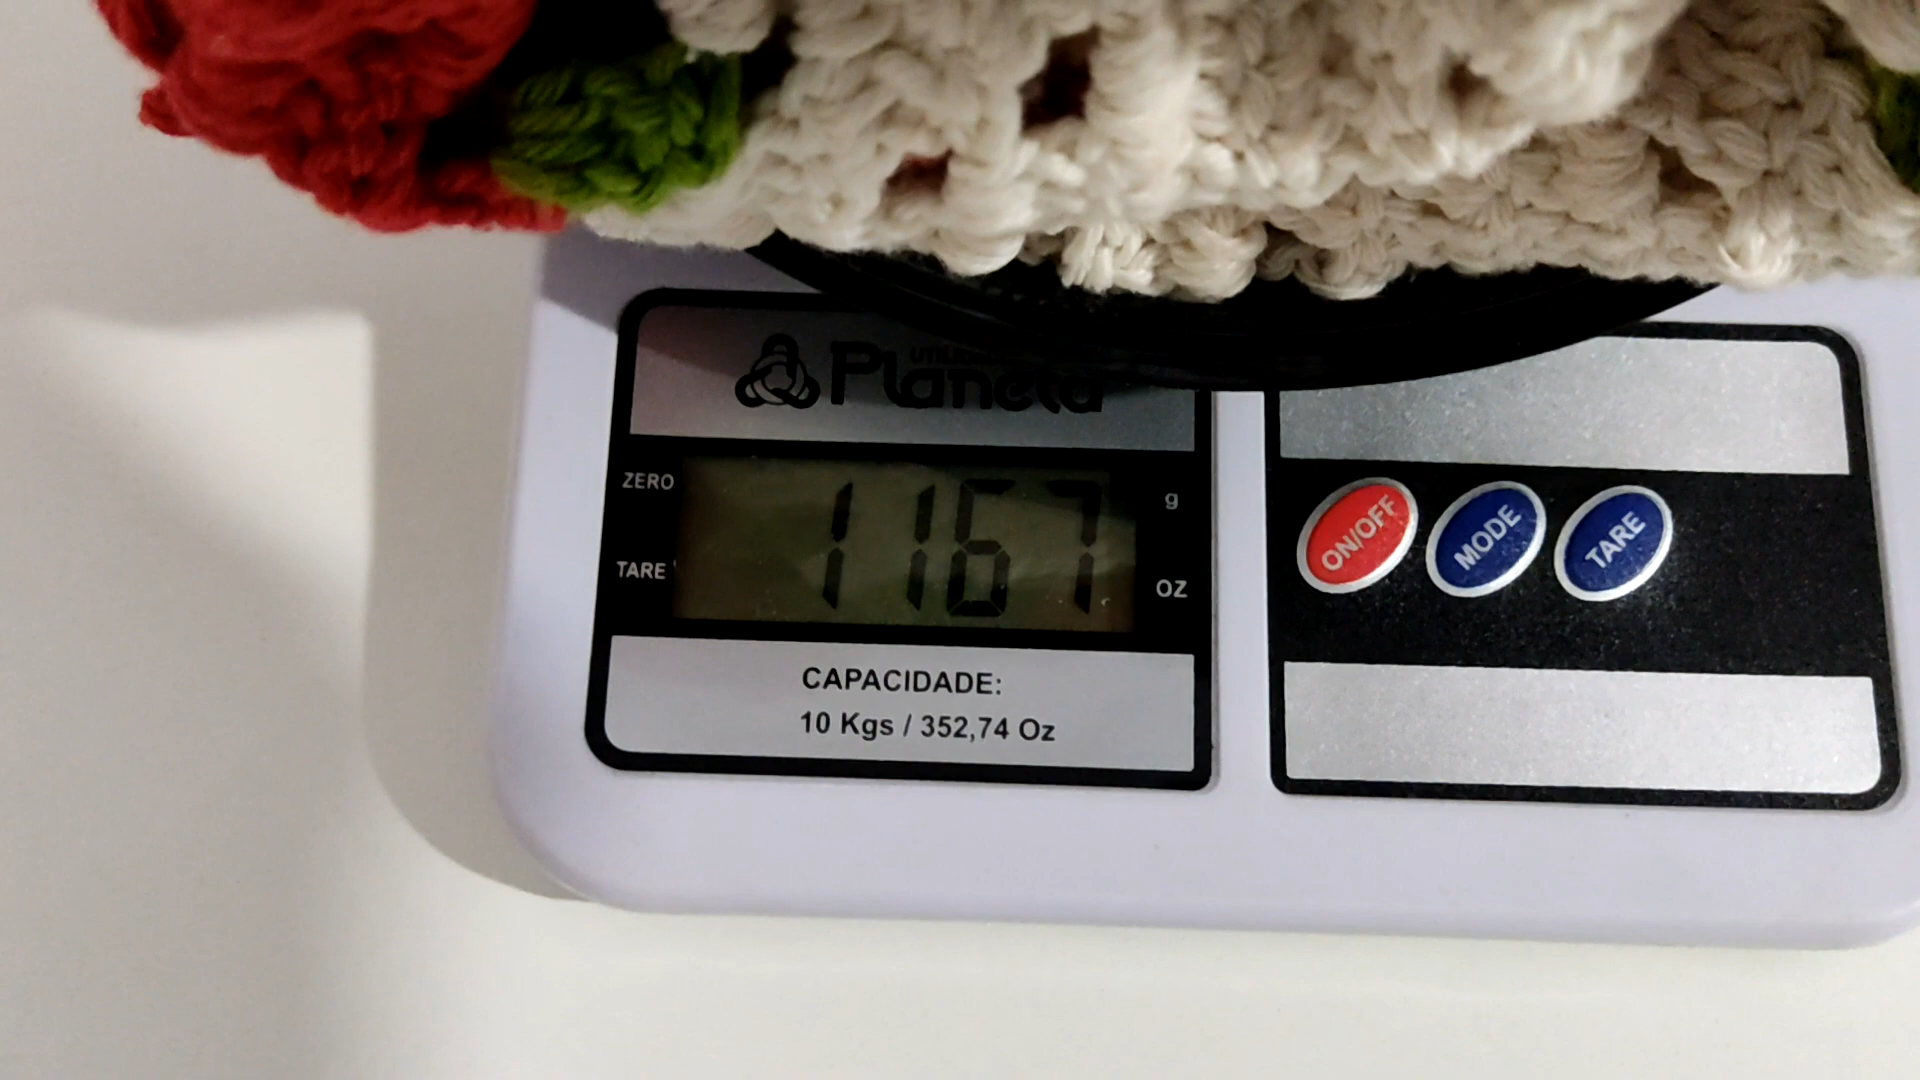 Planeta
ZERO
g
1167
TARE
OZ
CAPACIDADE:
10 Kgs / 352,74 Oz
ON/OFF
MODE
TARE